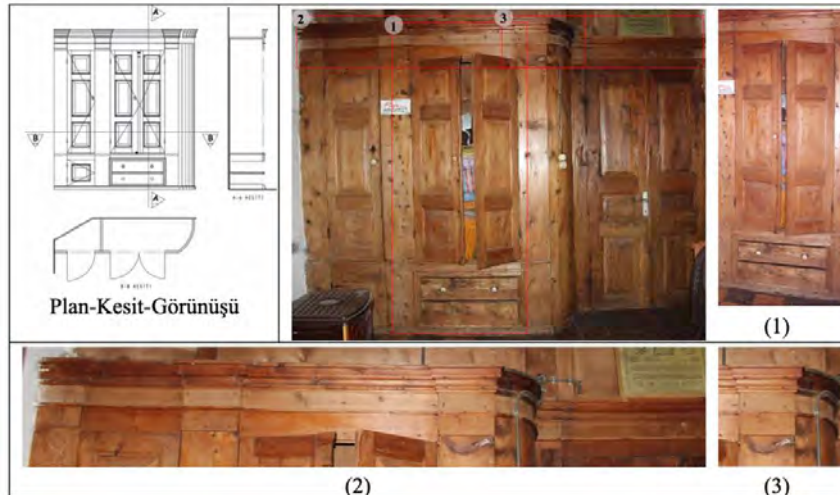 A
B
B
A
A-A KESİTİ
B-B KESİTİ
Plan-Kesit-Görünüşü
2
1
3
(1)
(2)
(3)